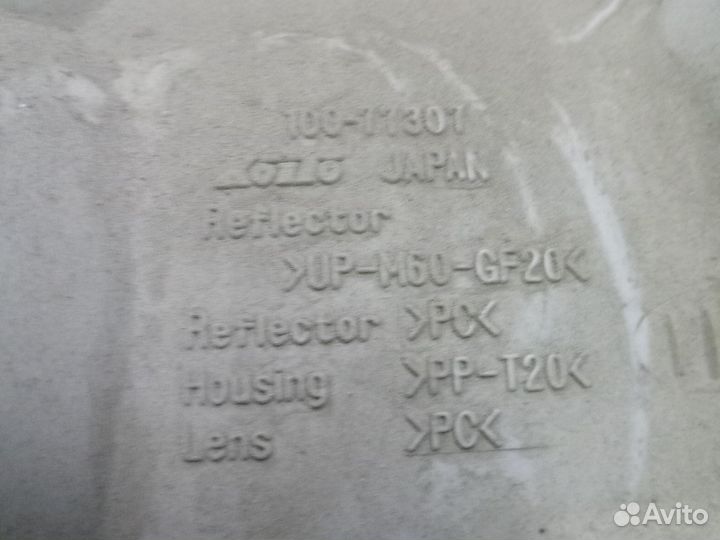 100-11301
KOITO JAPAN
Reflector
>UP-M60-GF20<
Reflector >PC<
Housing >PP-T20<
Lens >PC<
Avito